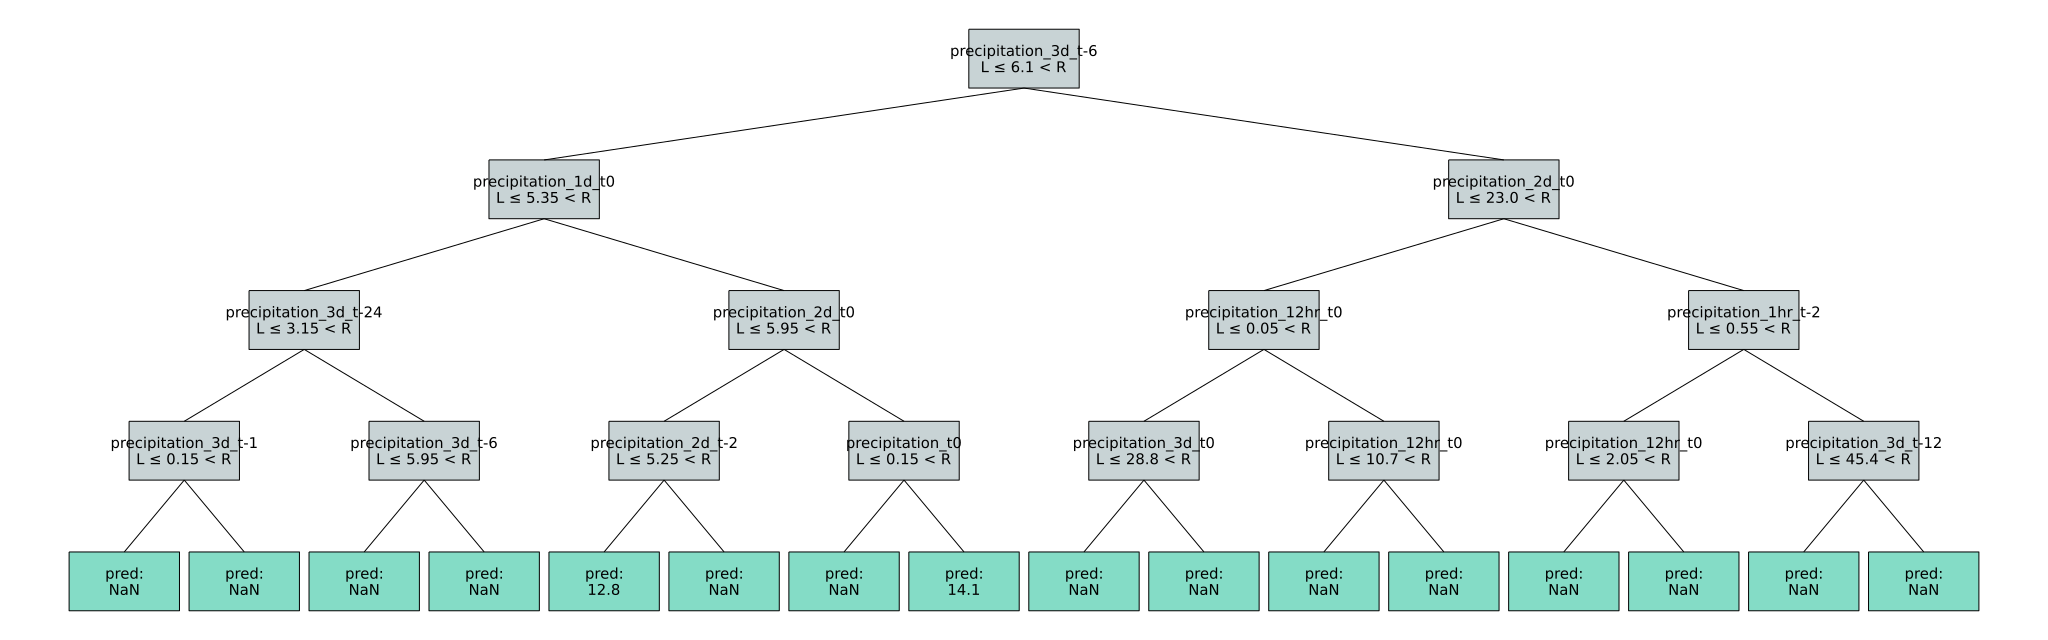 precipitation_3d_t-6
L ≤ 6.1 < R
precipitation_1d_t0
L ≤ 5.35 < R
precipitation_2d_t0
L ≤ 23.0 < R
precipitation_3d_t-24
L ≤ 3.15 < R
precipitation_2d_t0
L ≤ 5.95 < R
precipitation_12hr_t0
L ≤ 0.05 < R
precipitation_1hr_t-2
L ≤ 0.55 < R
precipitation_3d_t-1
L ≤ 0.15 < R
precipitation_3d_t-6
L ≤ 5.95 < R
precipitation_2d_t-2
L ≤ 5.25 < R
precipitation_t0
L ≤ 0.15 < R
precipitation_3d_t0
L ≤ 28.8 < R
precipitation_12hr_t0
L ≤ 10.7 < R
precipitation_12hr_t0
L ≤ 2.05 < R
precipitation_3d_t-12
L ≤ 45.4 < R
pred:
NaN
pred:
NaN
pred:
NaN
pred:
NaN
pred:
12.8
pred:
NaN
pred:
NaN
pred:
14.1
pred:
NaN
pred:
NaN
pred:
NaN
pred:
NaN
pred:
NaN
pred:
NaN
pred:
NaN
pred:
NaN